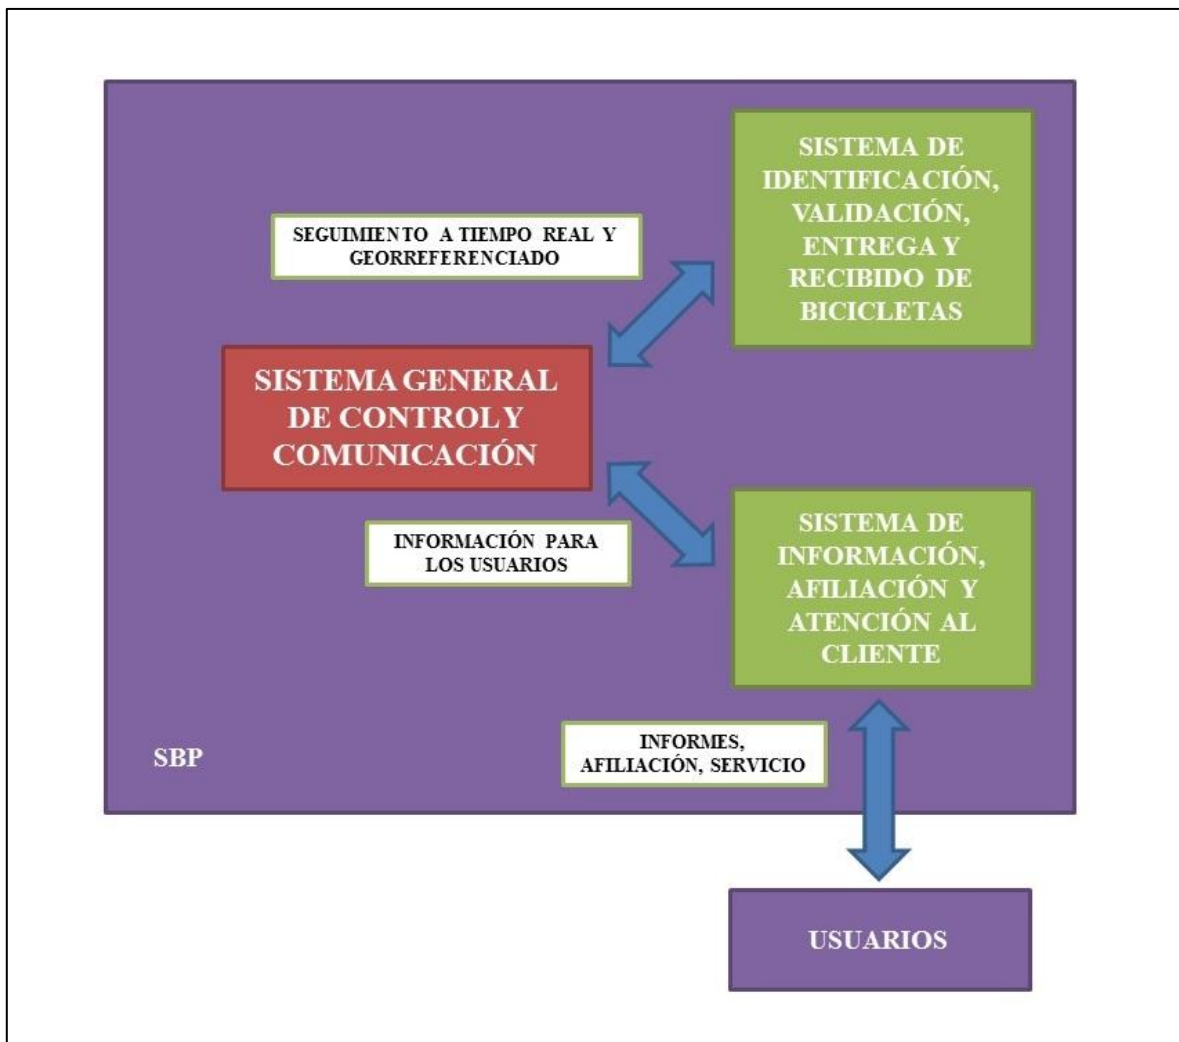 SISTEMA DE
IDENTIFICACIÓN,
VALIDACIÓN,
ENTREGA Y
RECIBIDO DE
BICICLETAS
SEGUIMIENTO A TIEMPO REAL Y
GEORREFERENCIADO
SISTEMA GENERAL
DE CONTROL Y
COMUNICACIÓN
INFORMACIÓN PARA
LOS USUARIOS
SISTEMA DE
INFORMACIÓN,
AFILIACIÓN Y
ATENCIÓN AL
CLIENTE
INFORMES,
AFILIACIÓN, SERVICIO
SBP
USUARIOS